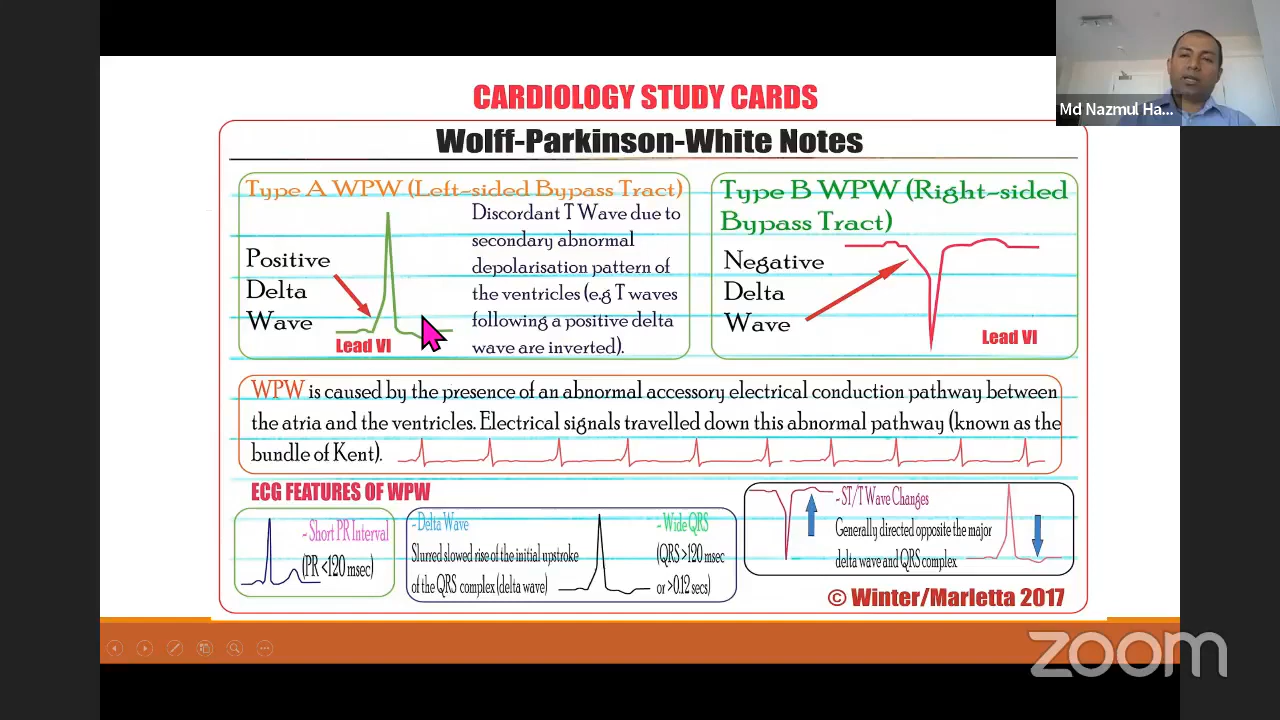 CARDIOLOGY STUDY CARDS
Md Nazmul Ha...
Wolff-Parkinson-White Notes
Type A WPW (Left-sided Bypass Tract)
Positive
Delta
Wave
Lead VI
Discordant T Wave due to
secondary abnormal
depolarisation pattern of
the ventricles (e.g T waves
following a positive delta
wave are inverted).
Type B WPW (Right-sided
Bypass Tract)
Negative
Delta
Wave
Lead VI
WPW is caused by the presence of an abnormal accessory electrical conduction pathway between
the atria and the ventricles. Electrical signals travelled down this abnormal pathway (known as the
bundle of Kent).
ECG FEATURES OF WPW
- Short PR Interval
(PR <120 msec)
- Delta Wave
Slurred slowed rise of the initial upstroke
of the QRS complex (delta wave)
- Wide QRS
(QRS >120 msec
or >0.12 secs)
- ST/T Wave Changes
Generally directed opposite the major
delta wave and QRS complex
© Winter/Marletta 2017
zoom